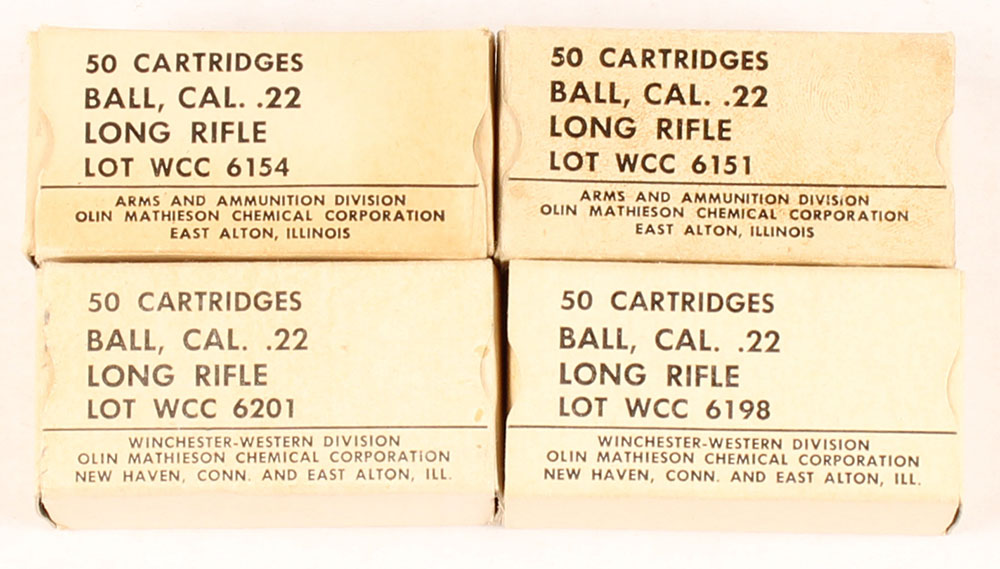 50 CARTRIDGES
BALL, CAL. .22
LONG RIFLE
LOT WCC 6154
ARMS AND AMMUNITION DIVISION
OLIN MATHIESON CHEMICAL CORPORATION
EAST ALTON, ILLINOIS
50 CARTRIDGES
BALL, CAL. .22
LONG RIFLE
LOT WCC 6151
ARMS AND AMMUNITION DIVISION
OLIN MATHIESON CHEMICAL CORPORATION
EAST ALTON, ILLINOIS
50 CARTRIDGES
BALL, CAL. .22
LONG RIFLE
LOT WCC 6201
WINCHESTER-WESTERN DIVISION
OLIN MATHIESON CHEMICAL CORPORATION
NEW HAVEN, CONN. AND EAST ALTON, ILL.
50 CARTRIDGES
BALL, CAL. .22
LONG RIFLE
LOT WCC 6198
WINCHESTER-WESTERN DIVISION
OLIN MATHIESON CHEMICAL CORPORATION
NEW HAVEN, CONN. AND EAST ALTON, ILL.